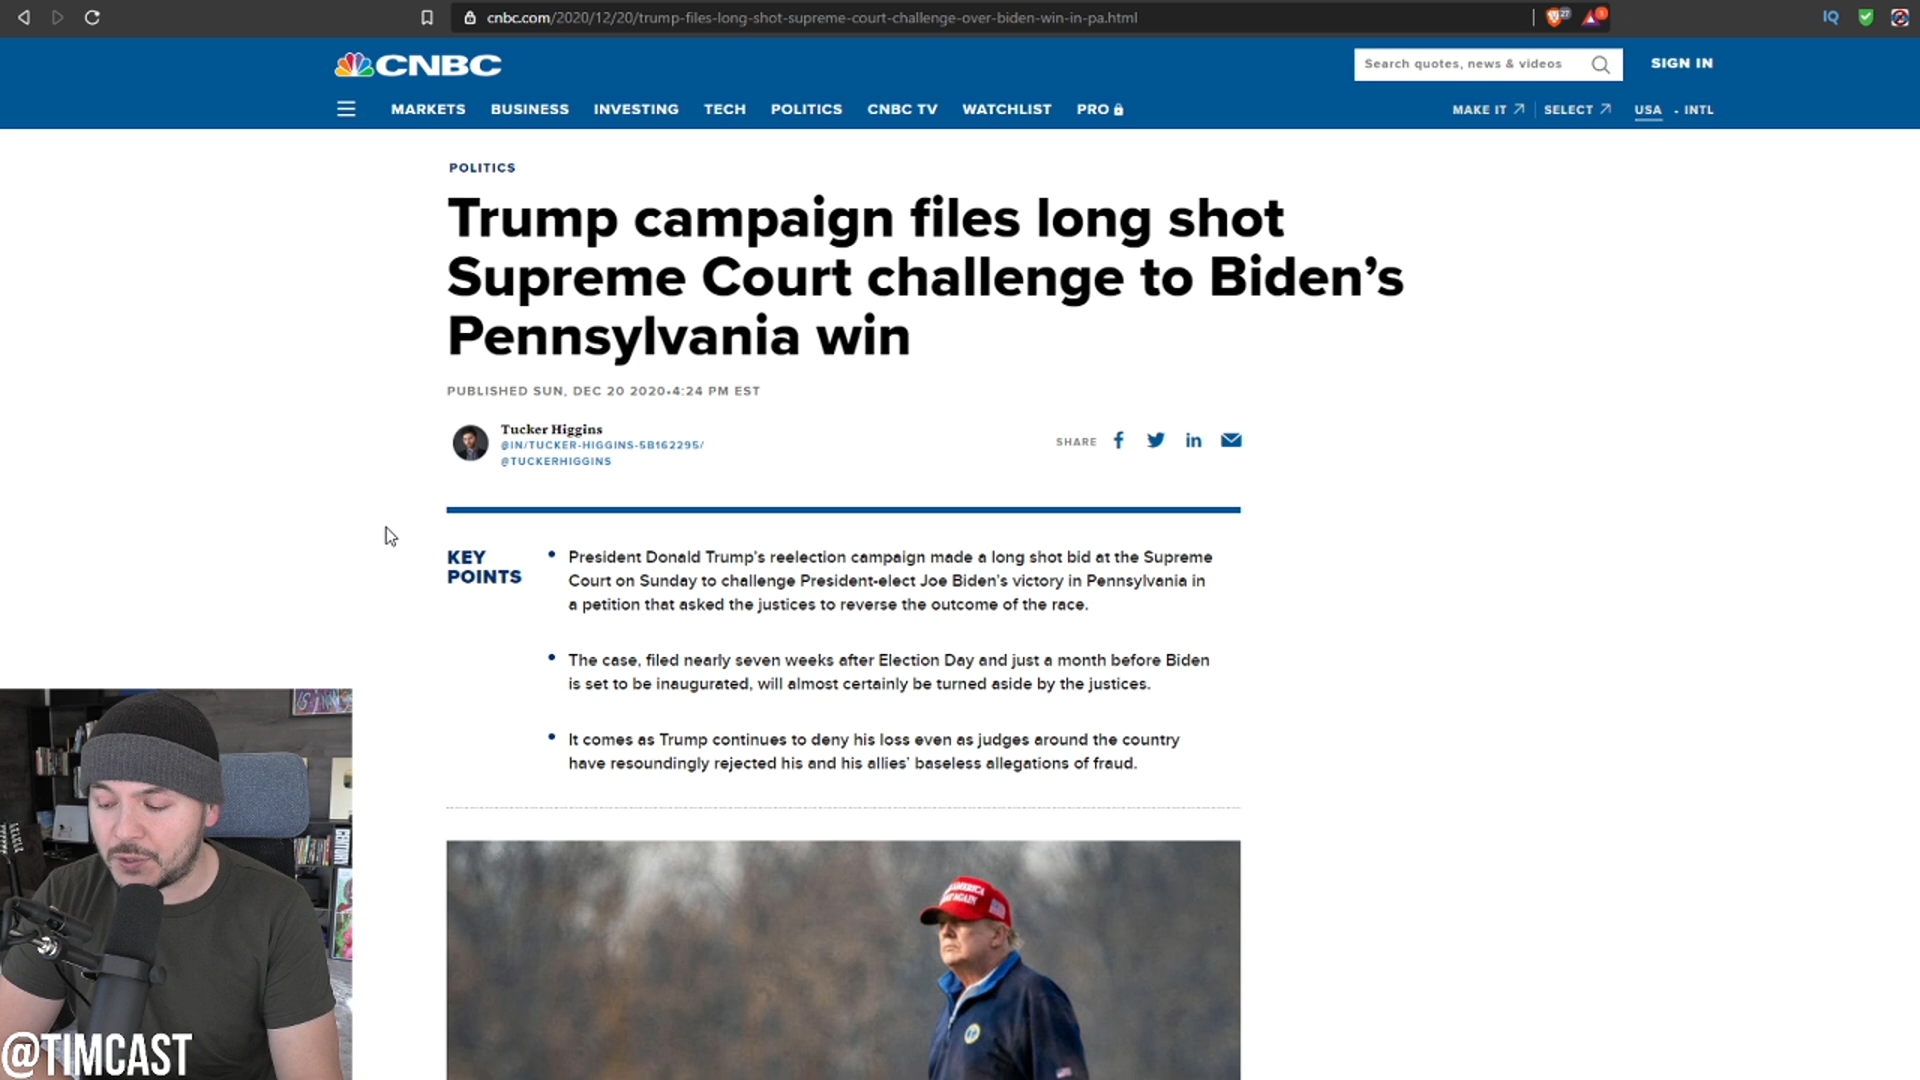 cnbc.com/2020/12/20/trump-files-long-shot-supreme-court-challenge-over-biden-win-in-pa.html
27
1
IQ
CNBC
Search quotes, news & videos
SIGN IN
MARKETS BUSINESS INVESTING TECH POLITICS CNBC TV WATCHLIST PRO
MAKE IT SELECT USA • INTL
POLITICS
Trump campaign files long shot
Supreme Court challenge to Biden’s
Pennsylvania win
PUBLISHED SUN, DEC 20 2020•4:24 PM EST
Tucker Higgins
@IN/TUCKER-HIGGINS-5B162295/
@TUCKERHIGGINS
SHARE
KEY
POINTS
• President Donald Trump’s reelection campaign made a long shot bid at the Supreme
Court on Sunday to challenge President-elect Joe Biden’s victory in Pennsylvania in
a petition that asked the justices to reverse the outcome of the race.
• The case, filed nearly seven weeks after Election Day and just a month before Biden
is set to be inaugurated, will almost certainly be turned aside by the justices.
• It comes as Trump continues to deny his loss even as judges around the country
have resoundingly rejected his and his allies’ baseless allegations of fraud.
@TIMCAST